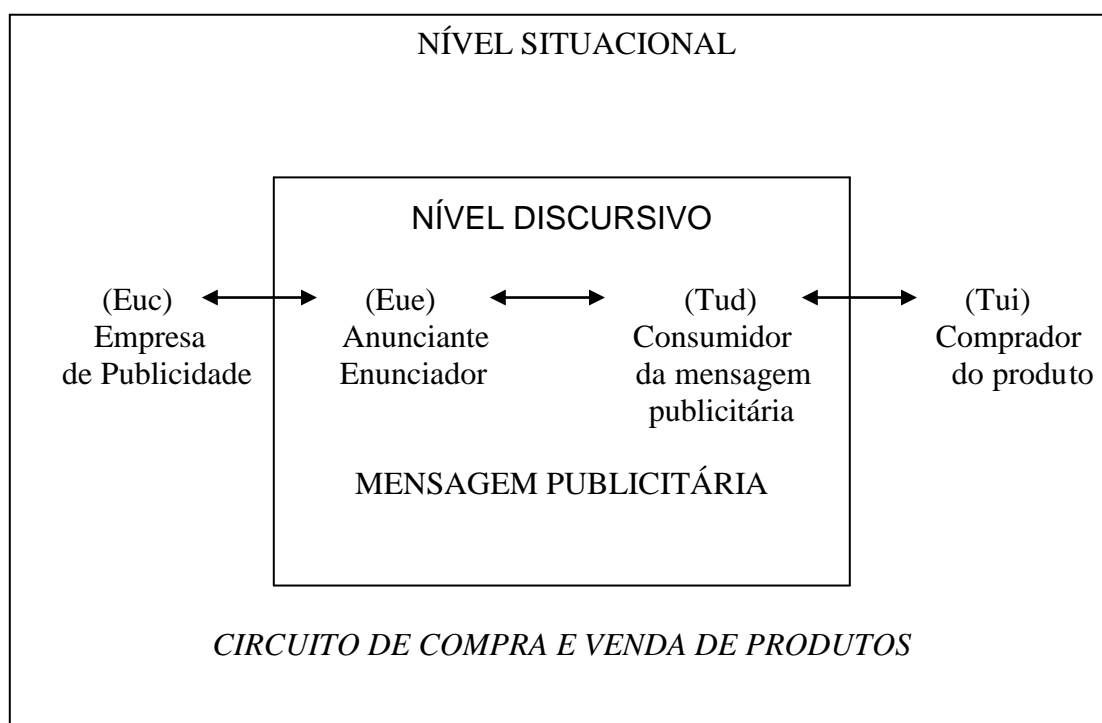 NÍVEL SITUACIONAL
NÍVEL DISCURSIVO
(Euc) (Eue) (Tud) (Tui)
Empresa Anunciante Consumidor Comprador
de Publicidade Enunciador da mensagem do produto
publicitária
MENSAGEM PUBLICITÁRIA
CIRCUITO DE COMPRA E VENDA DE PRODUTOS